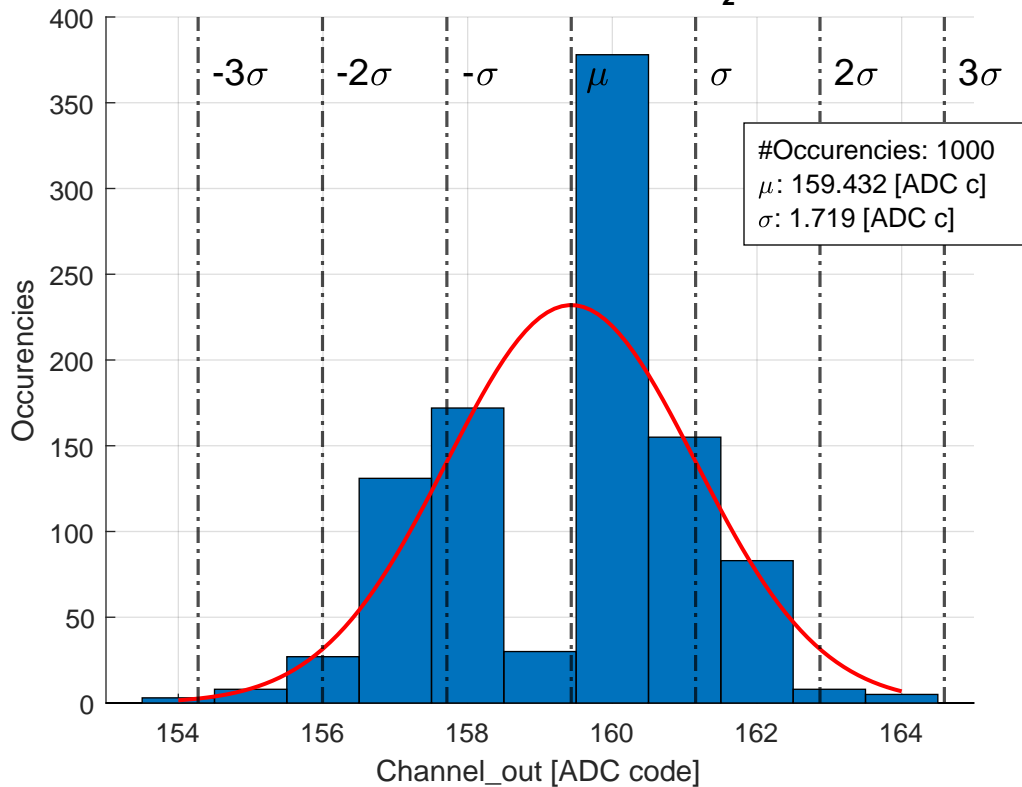 2
400
350
300
250
200
150
100
50
0
-3σ
-2σ
-σ
μ
σ
2σ
3σ
#Occurencies: 1000
μ: 159.432 [ADC c]
σ: 1.719 [ADC c]
Occurencies
154
156
158
160
162
164
Channel_out [ADC code]